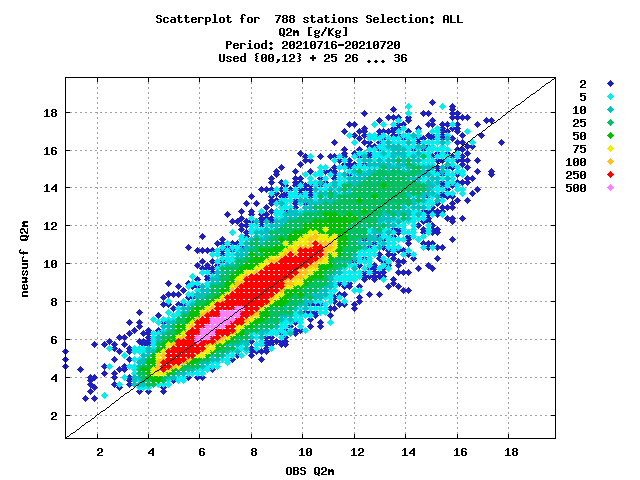 Scatterplot for  788 stations Selection: ALL
Q2m [g/Kg]
Period: 20210716-20210720
Used {00,12} + 25 26 ... 36
2
5
10
25
50
75
100
250
500
18
16
14
12
10
8
6
4
2
newsurf Q2m
2 4 6 8 10 12 14 16 18
OBS Q2m